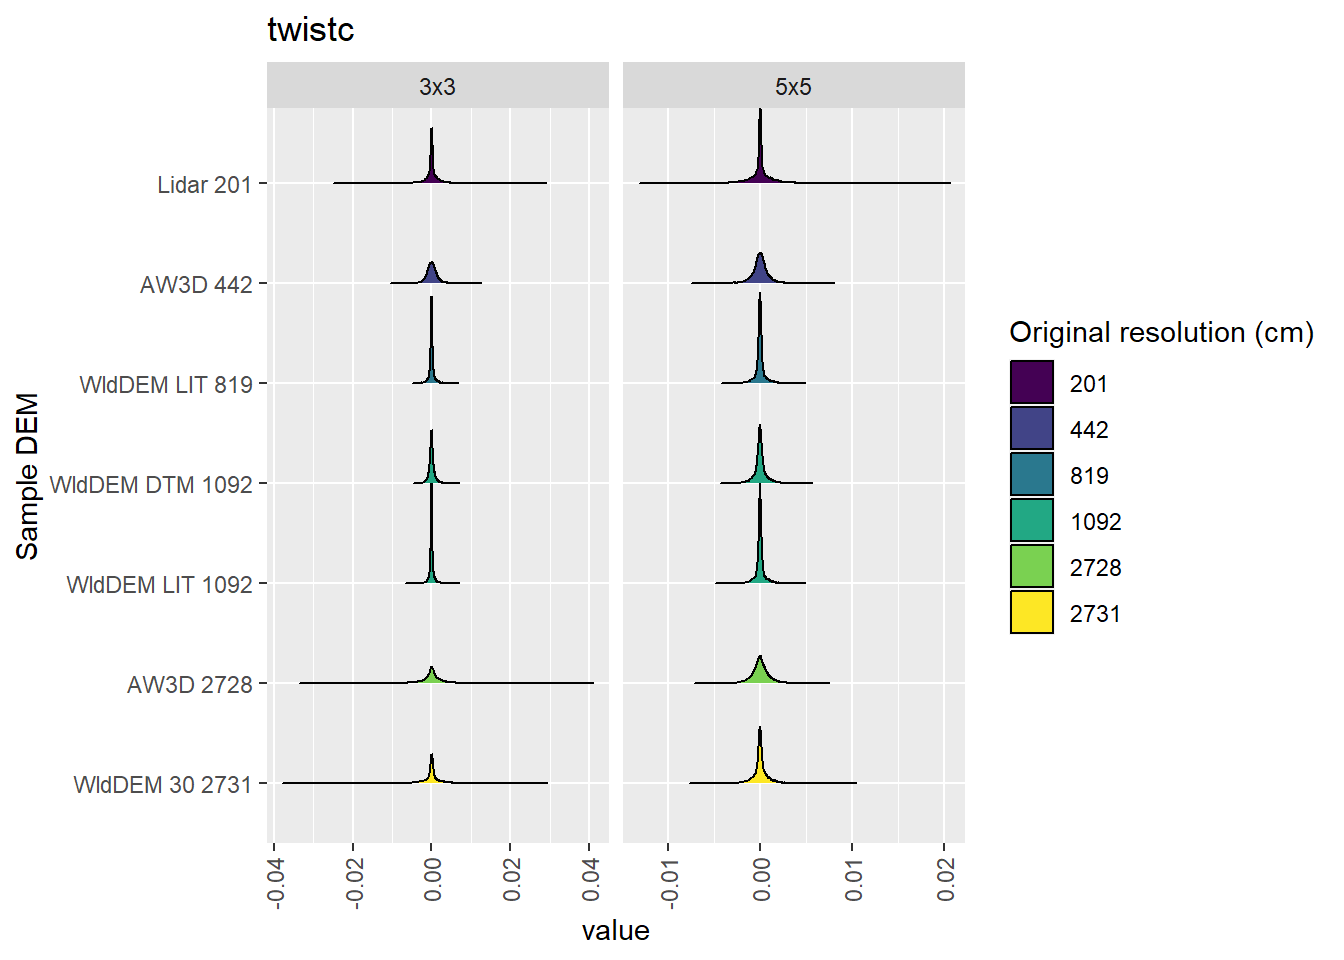 twistc
3x3
5x5
Lidar 201
AW3D 442
WldDEM LIT 819
WldDEM DTM 1092
WldDEM LIT 1092
AW3D 2728
WldDEM 30 2731
Sample DEM
-0.04
-0.02
0.00
0.02
0.04
-0.01
0.00
0.01
0.02
value
Original resolution (cm)
201
442
819
1092
2728
2731